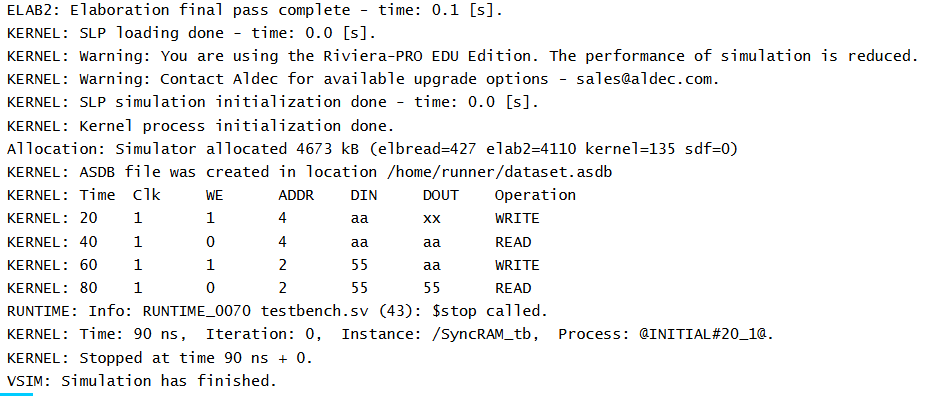 ELAB2: Elaboration final pass complete - time: 0.1 [s].
KERNEL: SLP loading done - time: 0.0 [s].
KERNEL: Warning: You are using the Riviera-PRO EDU Edition. The performance of simulation is reduced.
KERNEL: Warning: Contact Aldec for available upgrade options - sales@aldec.com.
KERNEL: SLP simulation initialization done - time: 0.0 [s].
KERNEL: Kernel process initialization done.
Allocation: Simulator allocated 4673 kB (elbread=427 elab2=4110 kernel=135 sdf=0)
KERNEL: ASDB file was created in location /home/runner/dataset.asdb
KERNEL: Time  Clk     WE      ADDR    DIN     DOUT    Operation
KERNEL: 20    1       1       4       aa      xx      WRITE
KERNEL: 40    1       0       4       aa      aa      READ
KERNEL: 60    1       1       2       55      aa      WRITE
KERNEL: 80    1       0       2       55      55      READ
RUNTIME: Info: RUNTIME_0070 testbench.sv (43): $stop called.
KERNEL: Time: 90 ns,  Iteration: 0,  Instance: /SyncRAM_tb,  Process: @INITIAL#20_1@.
KERNEL: Stopped at time 90 ns + 0.
VSIM: Simulation has finished.